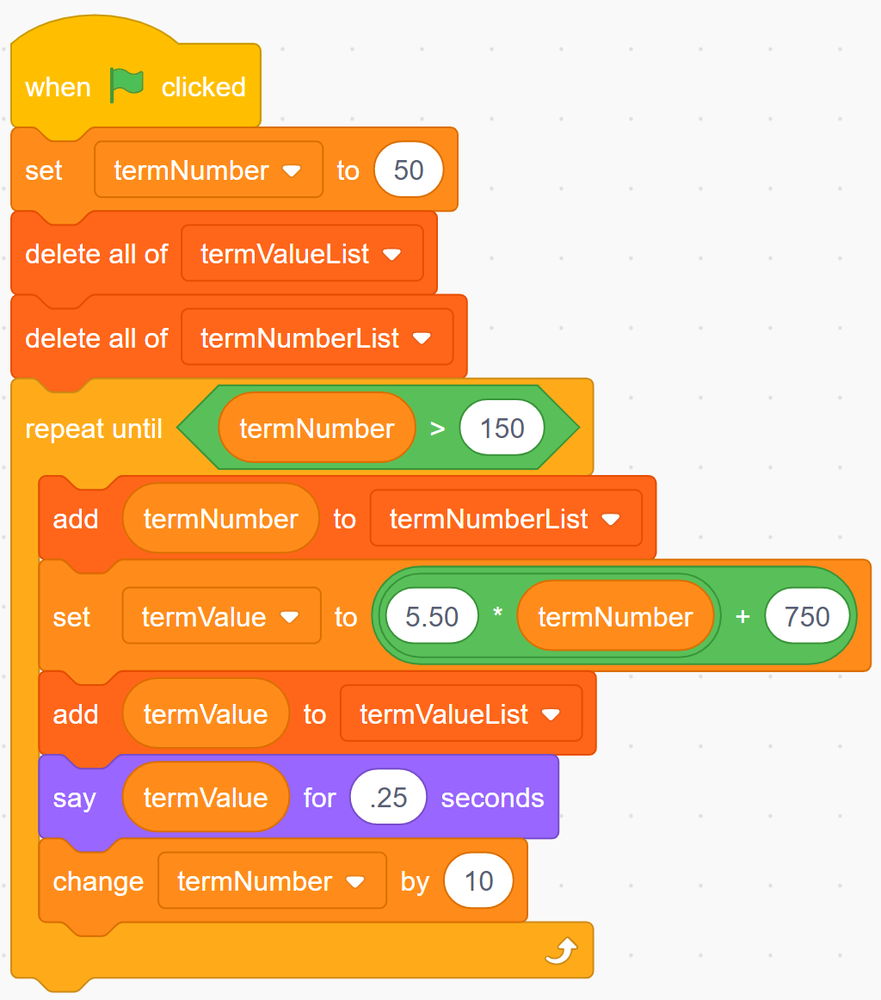 when clicked
set termNumber to 50
delete all of termValueList
delete all of termNumberList
repeat until termNumber > 150
add termNumber to termNumberList
set termValue to 5.50 * termNumber + 750
add termValue to termValueList
say termValue for .25 seconds
change termNumber by 10